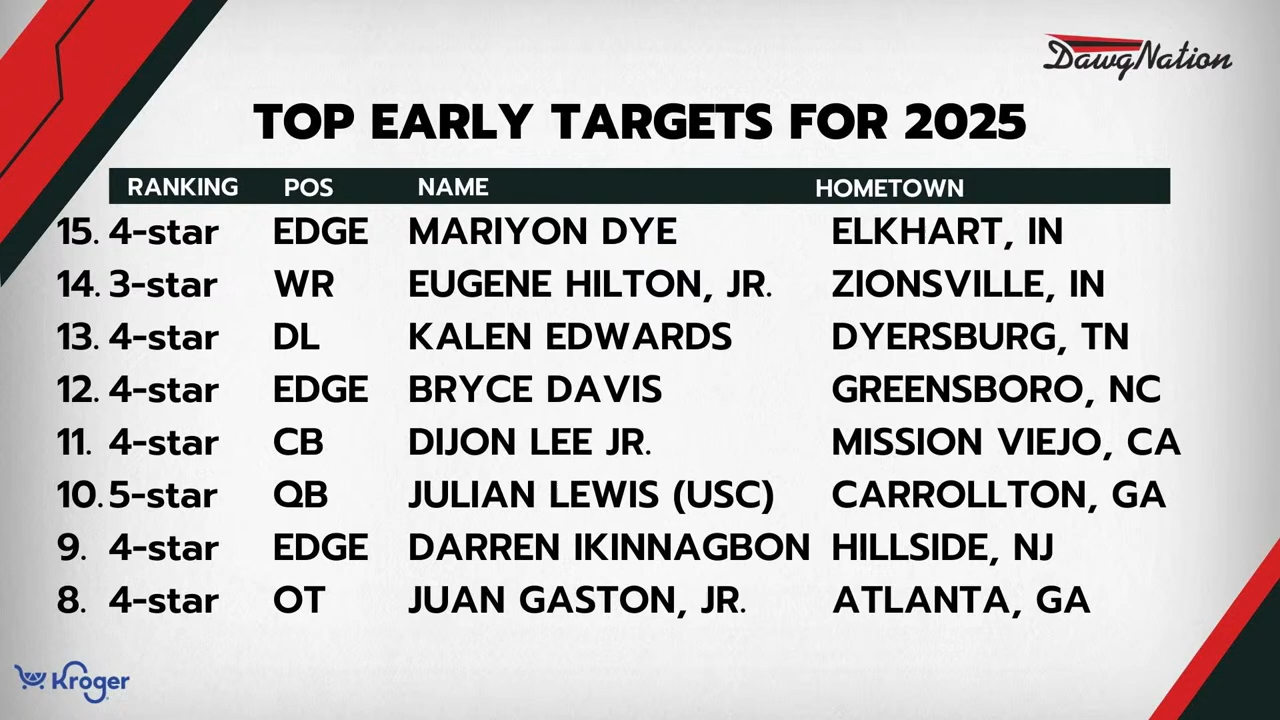 DawgNation
TOP EARLY TARGETS FOR 2025
RANKING POS NAME HOMETOWN
15. 4-star EDGE MARIYON DYE ELKHART, IN
14. 3-star WR EUGENE HILTON, JR. ZIONSVILLE, IN
13. 4-star DL KALEN EDWARDS DYERSBURG, TN
12. 4-star EDGE BRYCE DAVIS GREENSBORO, NC
11. 4-star CB DIJON LEE JR. MISSION VIEJO, CA
10. 5-star QB JULIAN LEWIS (USC) CARROLLTON, GA
9. 4-star EDGE DARREN IKINNAGBON HILLSIDE, NJ
8. 4-star OT JUAN GASTON, JR. ATLANTA, GA
Kroger